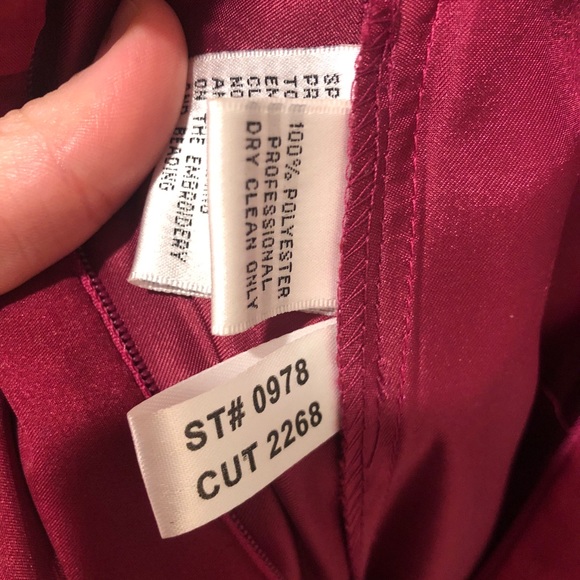 ON THE EMBROIDERY
AND BEADING
100% POLYESTER
PROFESSIONAL
DRY CLEAN ONLY
ST# 0978
CUT 2268